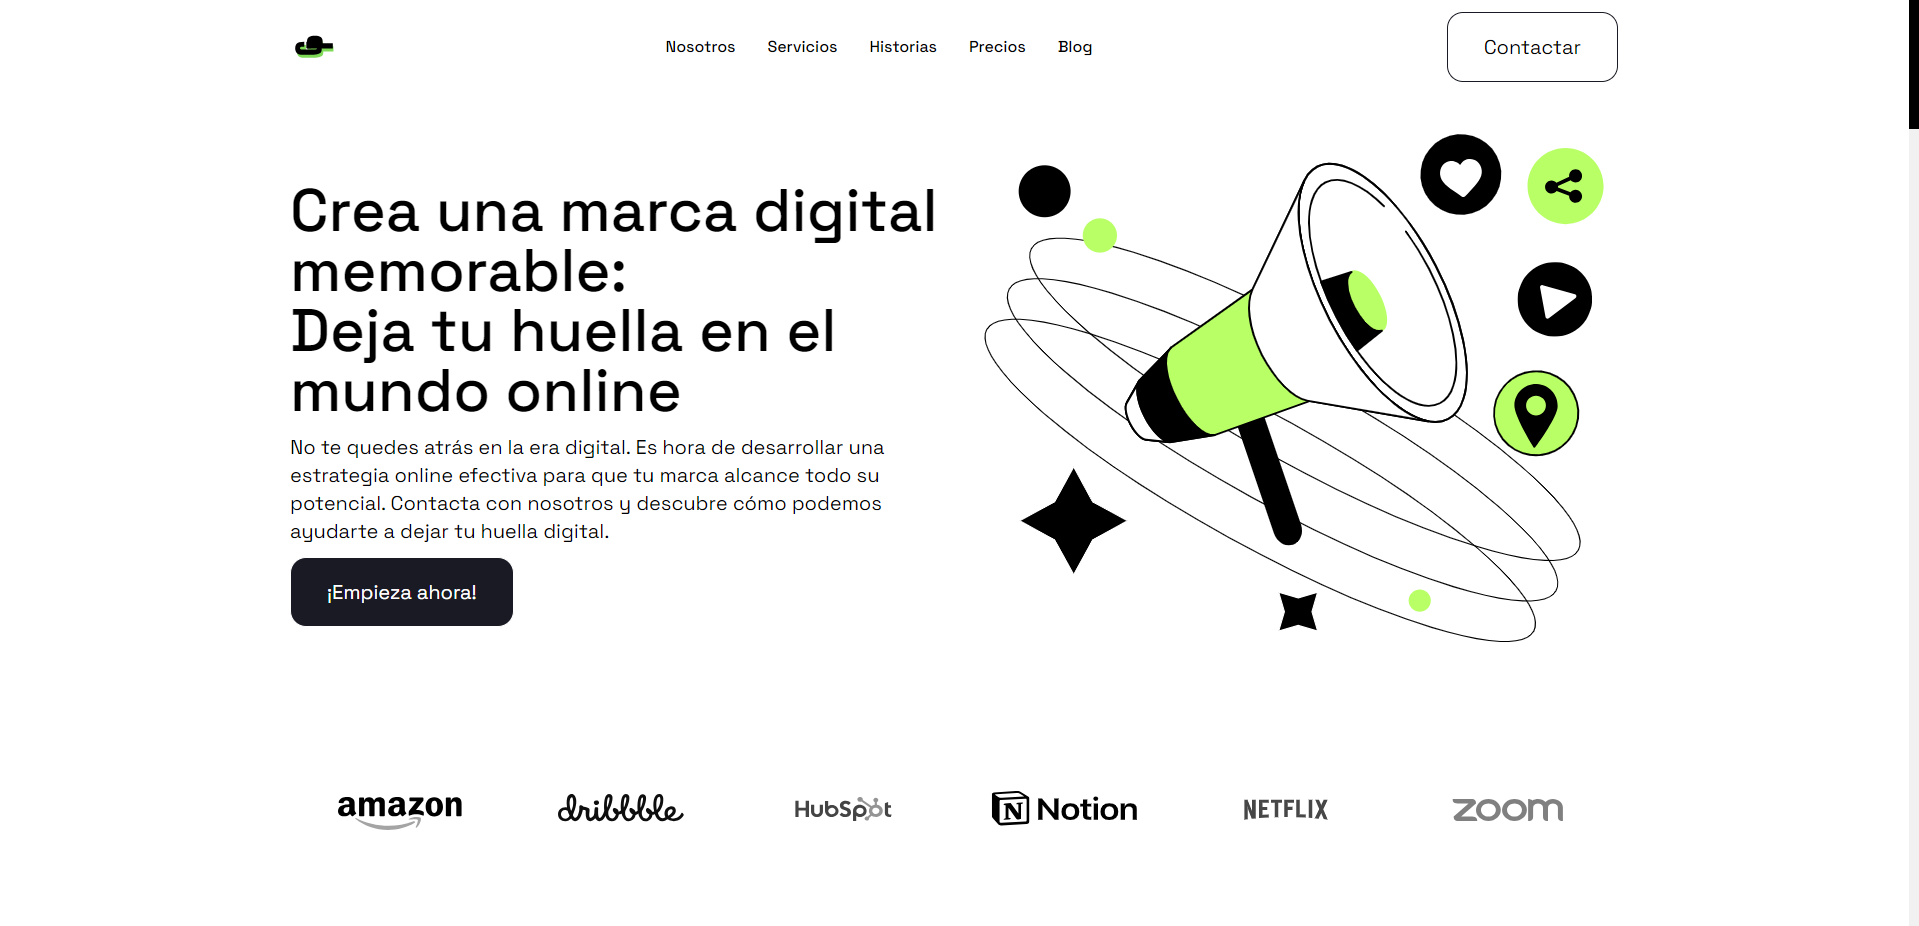 Nosotros Servicios Historias Precios Blog Contactar
Crea una marca digital
memorable:
Deja tu huella en el
mundo online
No te quedes atrás en la era digital. Es hora de desarrollar una
estrategia online efectiva para que tu marca alcance todo su
potencial. Contacta con nosotros y descubre cómo podemos
ayudarte a dejar tu huella digital.
¡Empieza ahora!
amazon dribbble HubSpot N Notion NETFLIX zoom